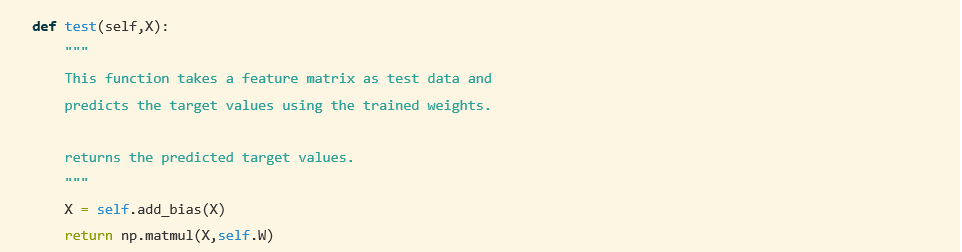 def test(self,X):
    """
    This function takes a feature matrix as test data and
    predicts the target values using the trained weights.

    returns the predicted target values.
    """
    X = self.add_bias(X)
    return np.matmul(X,self.W)